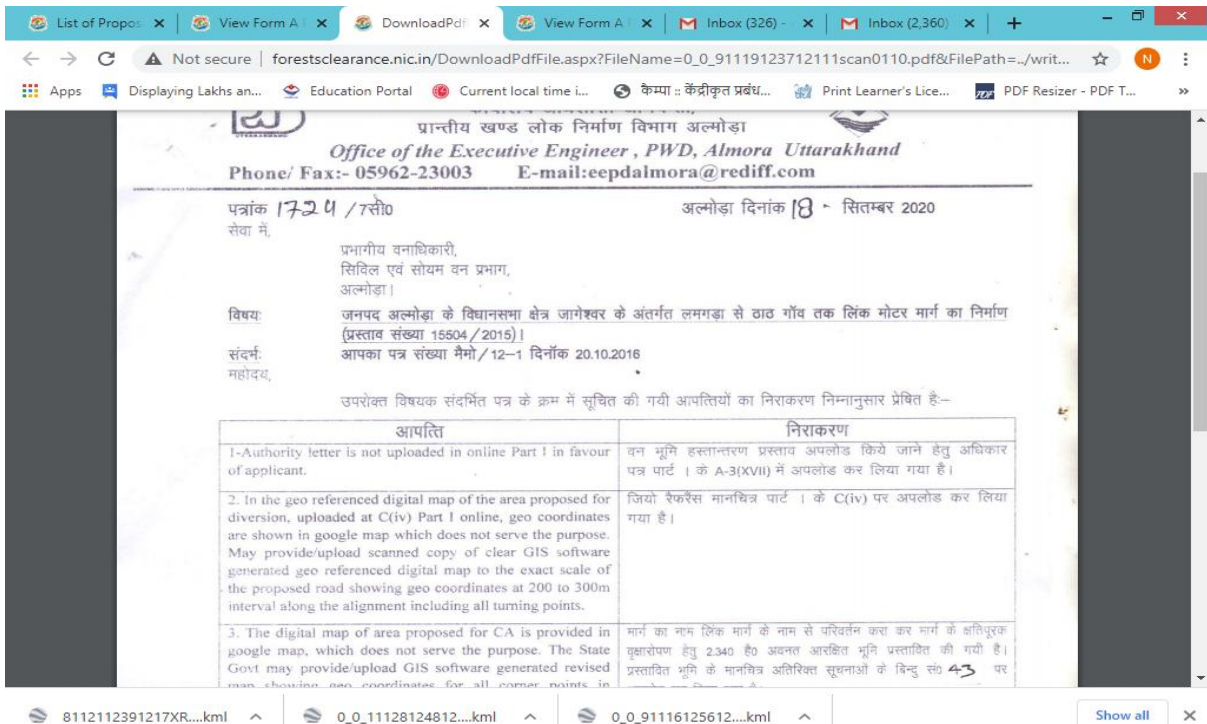 List of Propos
View Form A
DownloadPdf
View Form A
Inbox (326) -
Inbox (2,360)
Not secure | forestsclearance.nic.in/DownloadPdfFile.aspx?FileName=0_0_91119123712111scan0110.pdf&FilePath=../writ...
N
Apps
Displaying Lakhs an...
Education Portal
Current local time i...
कैम्पा :: केंद्रीकृत प्रबंध...
Print Learner's Lice...
PDF Resizer - PDF T...
प्रान्तीय खण्ड लोक निर्माण विभाग अल्मोड़ा
Office of the Executive Engineer , PWD, Almora Uttarakhand
Phone/ Fax:- 05962-23003 E-mail:eepdalmora@rediff.com
पत्रांक 1724 /7सी0 अल्मोड़ा दिनांक 18 - सितम्बर 2020
सेवा में,
प्रभागीय वनाधिकारी,
सिविल एवं सोयम वन प्रभाग,
अल्मोड़ा।
विषयः जनपद अल्मोड़ा के विधानसभा क्षेत्र जागेश्वर के अंतर्गत लमगड़ा से ठाठ गॉव तक लिंक मोटर मार्ग का निर्माण
(प्रस्ताव संख्या 15504/2015)।
संदर्भः आपका पत्र संख्या मैमो/12-1 दिनॉक 20.10.2016
महोदय,
उपरोक्त विषयक संदर्भित पत्र के क्रम में सूचित की गयी आपत्तियों का निराकरण निम्नानुसार प्रेषित है:-
आपत्ति
निराकरण
1-Authority letter is not uploaded in online Part I in favour
of applicant.
वन भूमि हस्तान्तरण प्रस्ताव अपलोड किये जाने हेतु अधिकार
पत्र पार्ट । के A-3(XVII) में अपलोड कर लिया गया है।
2. In the geo referenced digital map of the area proposed for
diversion, uploaded at C(iv) Part I online, geo coordinates
are shown in google map which does not serve the purpose.
May provide/upload scanned copy of clear GIS software
generated geo referenced digital map to the exact scale of
the proposed road showing geo coordinates at 200 to 300m
interval along the alignment including all turning points.
जियो रैफरैंस मानचित्र पार्ट । के C(iv) पर अपलोड कर लिया
गया है।
3. The digital map of area proposed for CA is provided in
google map, which does not serve the purpose. The State
Govt may provide/upload GIS software generated revised
map showing geo coordinates for all corner points in
मार्ग का नाम लिंक मार्ग के नाम से परिवर्तन करा कर मार्ग के क्षतिपूरक
वृक्षारोपण हेतु 2.340 है0 अवनत आरक्षित भूमि प्रस्तावित की गयी है।
प्रस्तावित भूमि के मानचित्र अतिरिक्त सूचनाओं के बिन्दु सं0 43 पर
8112112391217XR....kml
0_0_11128124812....kml
0_0_91116125612....kml
Show all